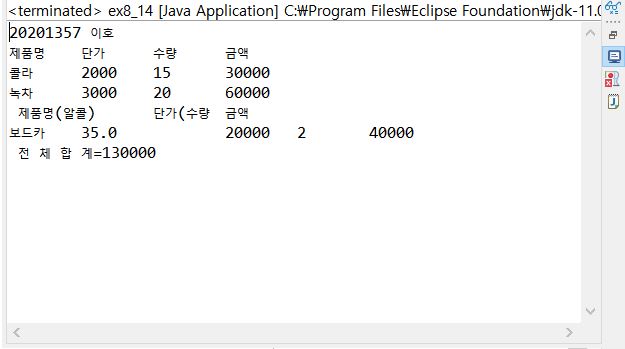 <terminated> ex8_14 [Java Application] C:₩Program Files₩Eclipse Foundation₩jdk-11.0
20201357 이호
제품명 단가 수량 금액
콜라 2000 15 30000
녹차 3000 20 60000
제품명(알콜) 단가(수량 금액
보드카 35.0 20000 2 40000
전 체 합 계=130000